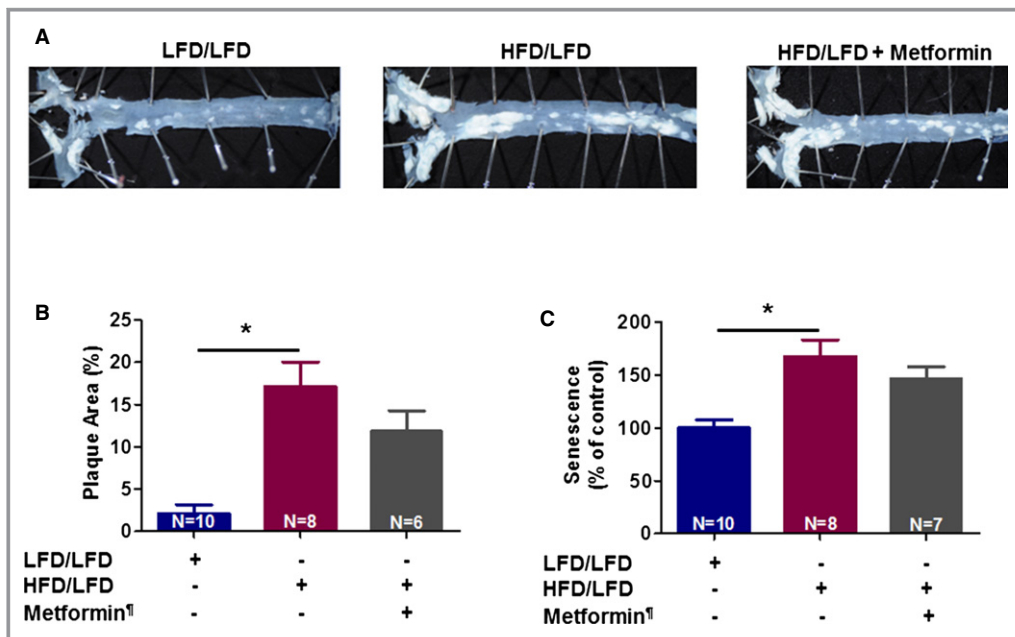 A
LFD/LFD
HFD/LFD
HFD/LFD + Metformin
B
Plaque Area (%)
25
20
15
10
5
0
*
N=10
N=8
N=6
LFD/LFD + - -
HFD/LFD - + +
Metformin¶ - - +
C
Senescence
(% of control)
200
150
100
50
0
*
N=10
N=8
N=7
LFD/LFD + - -
HFD/LFD - + +
Metformin¶ - - +